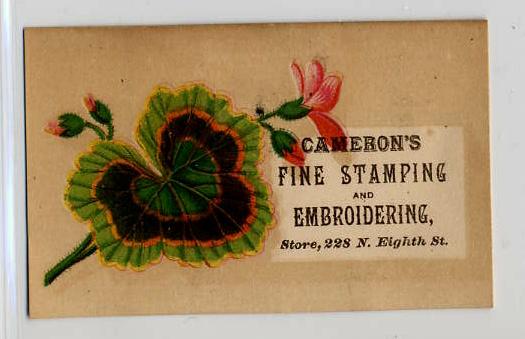 CAMERON'S
FINE STAMPING
AND
EMBROIDERING,
Store, 228 N. Eighth St.